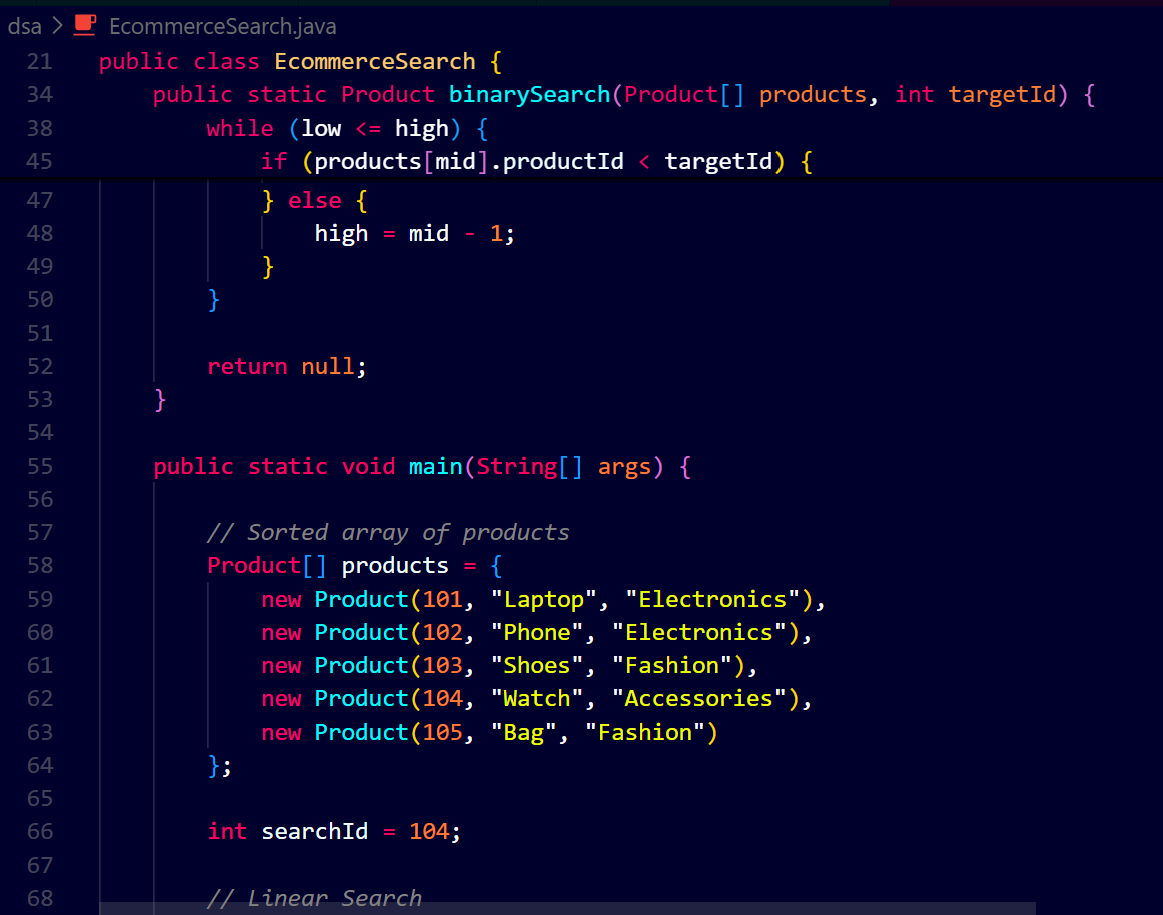 dsa > EcommerceSearch.java
21 public class EcommerceSearch {
34     public static Product binarySearch(Product[] products, int targetId) {
38         while (low <= high) {
45             if (products[mid].productId < targetId) {
47             } else {
48                 high = mid - 1;
49             }
50         }
51
52         return null;
53     }
54
55     public static void main(String[] args) {
56
57         // Sorted array of products
58         Product[] products = {
59             new Product(101, "Laptop", "Electronics"),
60             new Product(102, "Phone", "Electronics"),
61             new Product(103, "Shoes", "Fashion"),
62             new Product(104, "Watch", "Accessories"),
63             new Product(105, "Bag", "Fashion")
64         };
65
66         int searchId = 104;
67
68         // Linear Search